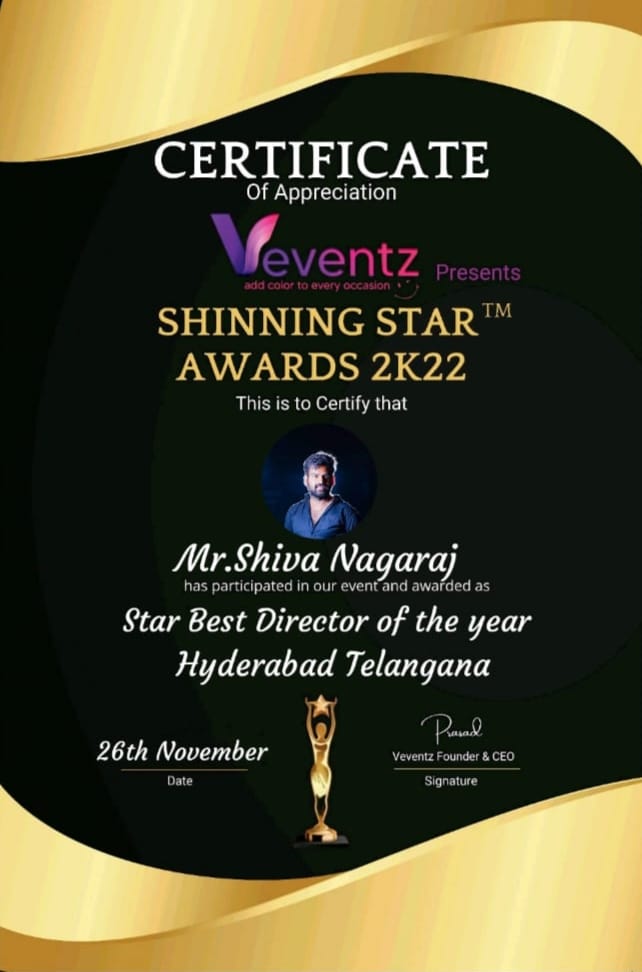 CERTIFICATE
Of Appreciation
Veventz Presents
add color to every occasion
SHINNING STAR™
AWARDS 2K22
This is to Certify that
Mr.Shiva Nagaraj
has participated in our event and awarded as
Star Best Director of the year
Hyderabad Telangana
26th November
Date
Prasad
Veventz Founder & CEO
Signature